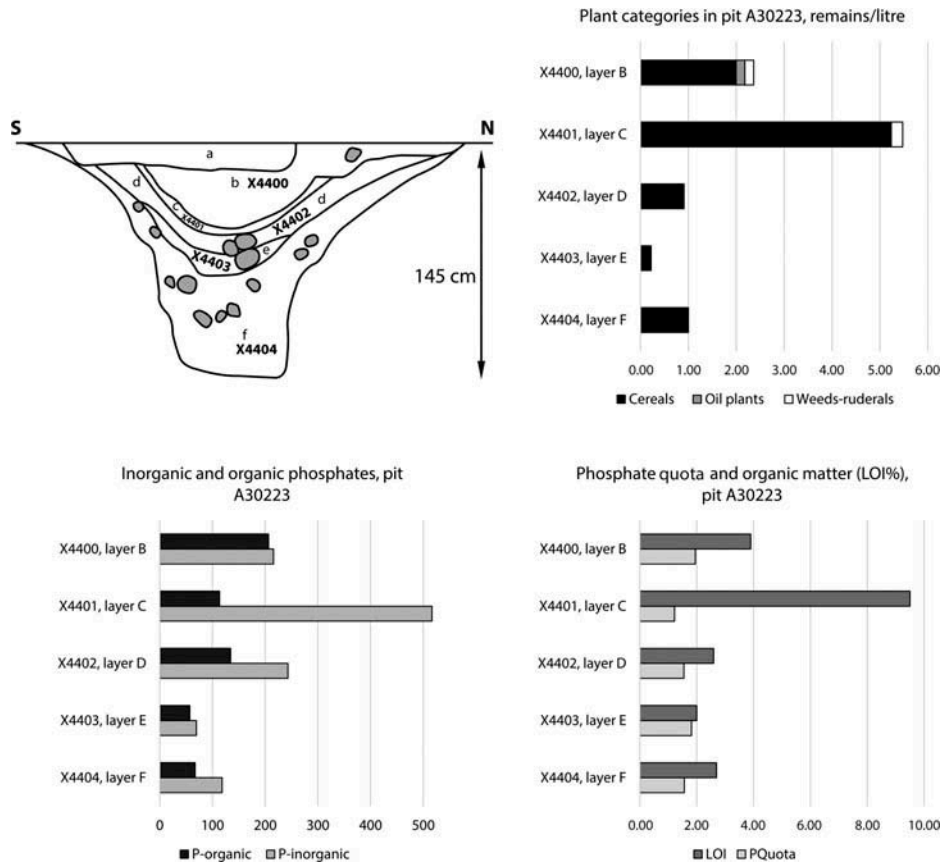 S
N
a
b X4400
d
d
C X4401
X4402
e
X4403
f
X4404
145 cm
Plant categories in pit A30223, remains/litre
X4400, layer B
X4401, layer C
X4402, layer D
X4403, layer E
X4404, layer F
0.00 1.00 2.00 3.00 4.00 5.00 6.00
Cereals Oil plants Weeds-ruderals
Inorganic and organic phosphates, pit
A30223
X4400, layer B
X4401, layer C
X4402, layer D
X4403, layer E
X4404, layer F
0 100 200 300 400 500
P-organic P-inorganic
Phosphate quota and organic matter (LOI%),
pit A30223
X4400, layer B
X4401, layer C
X4402, layer D
X4403, layer E
X4404, layer F
0.00 2.00 4.00 6.00 8.00 10.00
LOI PQuota